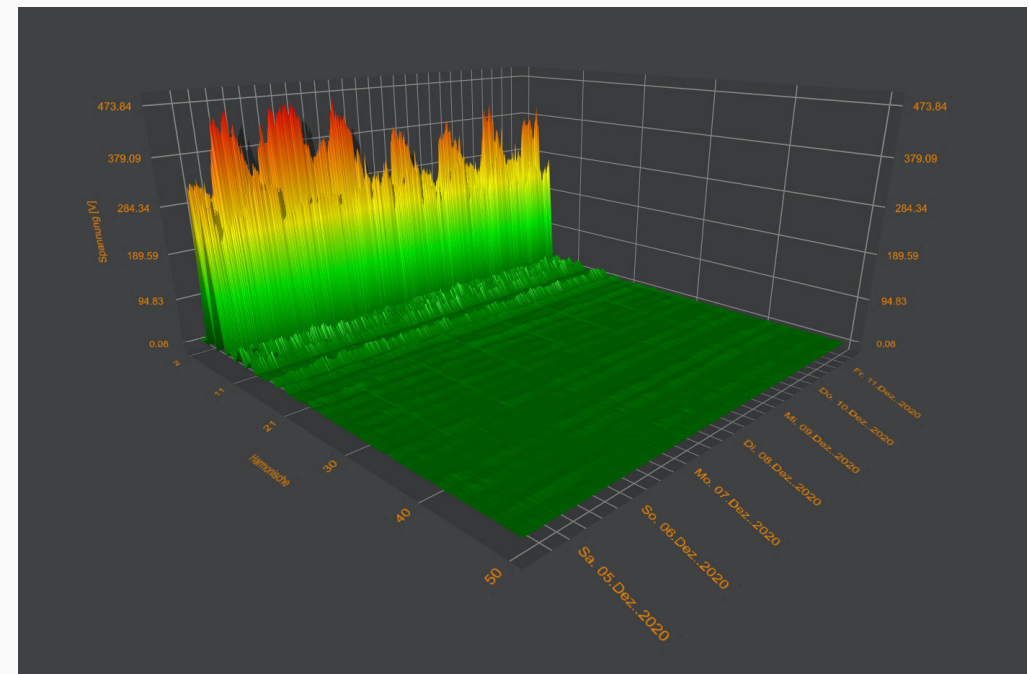 473.84
379.09
284.34
189.59
94.83
0.08
Spannung [V]
473.84
379.09
284.34
189.59
94.83
0.08
11
21
30
40
50
Harmonische
Fr. 11.Dez..2020
Do. 10.Dez..2020
Mi. 09.Dez..2020
Di. 08.Dez..2020
Mo. 07.Dez..2020
So. 06.Dez..2020
Sa. 05.Dez..2020